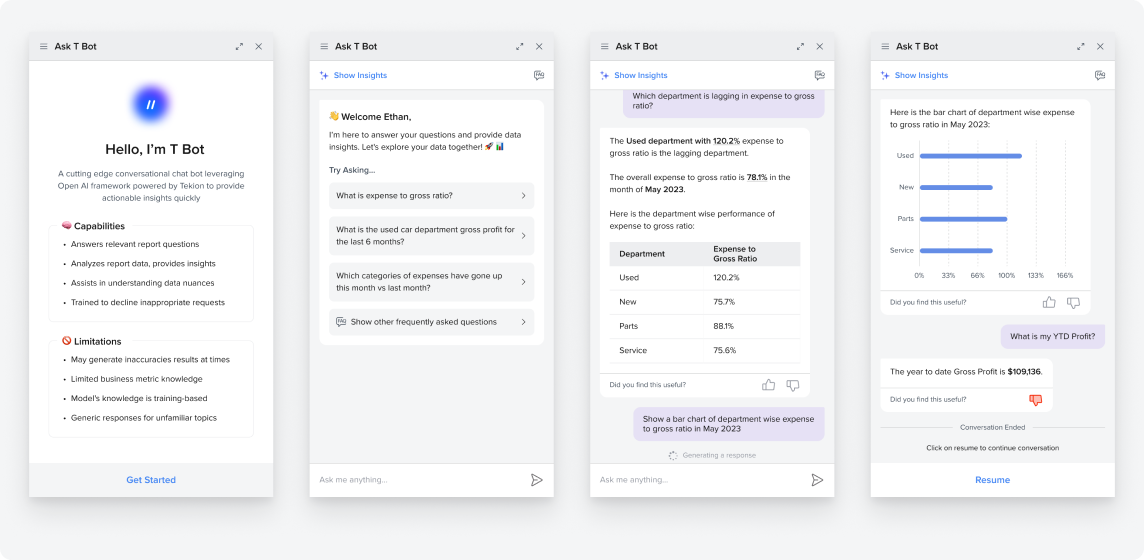 Ask T Bot
Hello, I'm T Bot
A cutting edge conversational chat bot leveraging
Open AI framework powered by Tekion to provide
actionable insights quickly
🧠 Capabilities
• Answers relevant report questions
• Analyzes report data, provides insights
• Assists in understanding data nuances
• Trained to decline inappropriate requests
🚫 Limitations
• May generate inaccuracies results at times
• Limited business metric knowledge
• Model's knowledge is training-based
• Generic responses for unfamiliar topics
Get Started
Ask T Bot
Show Insights
FAQ
👋 Welcome Ethan,
I'm here to answer your questions and provide data
insights. Let's explore your data together! 🚀 📊
Try Asking...
What is expense to gross ratio?
What is the used car department gross profit for
the last 6 months?
Which categories of expenses have gone up
this month vs last month?
FAQ Show other frequently asked questions
Ask me anything...
Ask T Bot
Show Insights
FAQ
Which department is lagging in expense to gross
ratio?
The Used department with 120.2% expense to
gross ratio is the lagging department.
The overall expense to gross ratio is 78.1% in the
month of May 2023.
Here is the department wise performance of
expense to gross ratio:
Department Expense to
Gross Ratio
Used 120.2%
New 75.7%
Parts 88.1%
Service 75.6%
Did you find this useful?
Show a bar chart of department wise expense
to gross ratio in May 2023
Generating a response
Ask me anything...
Ask T Bot
Show Insights
FAQ
Here is the bar chart of department wise expense
to gross ratio in May 2023:
Used
New
Parts
Service
0% 33% 66% 100% 133% 166%
Did you find this useful?
What is my YTD Profit?
The year to date Gross Profit is $109,136.
Did you find this useful?
Conversation Ended
Click on resume to continue conversation
Resume